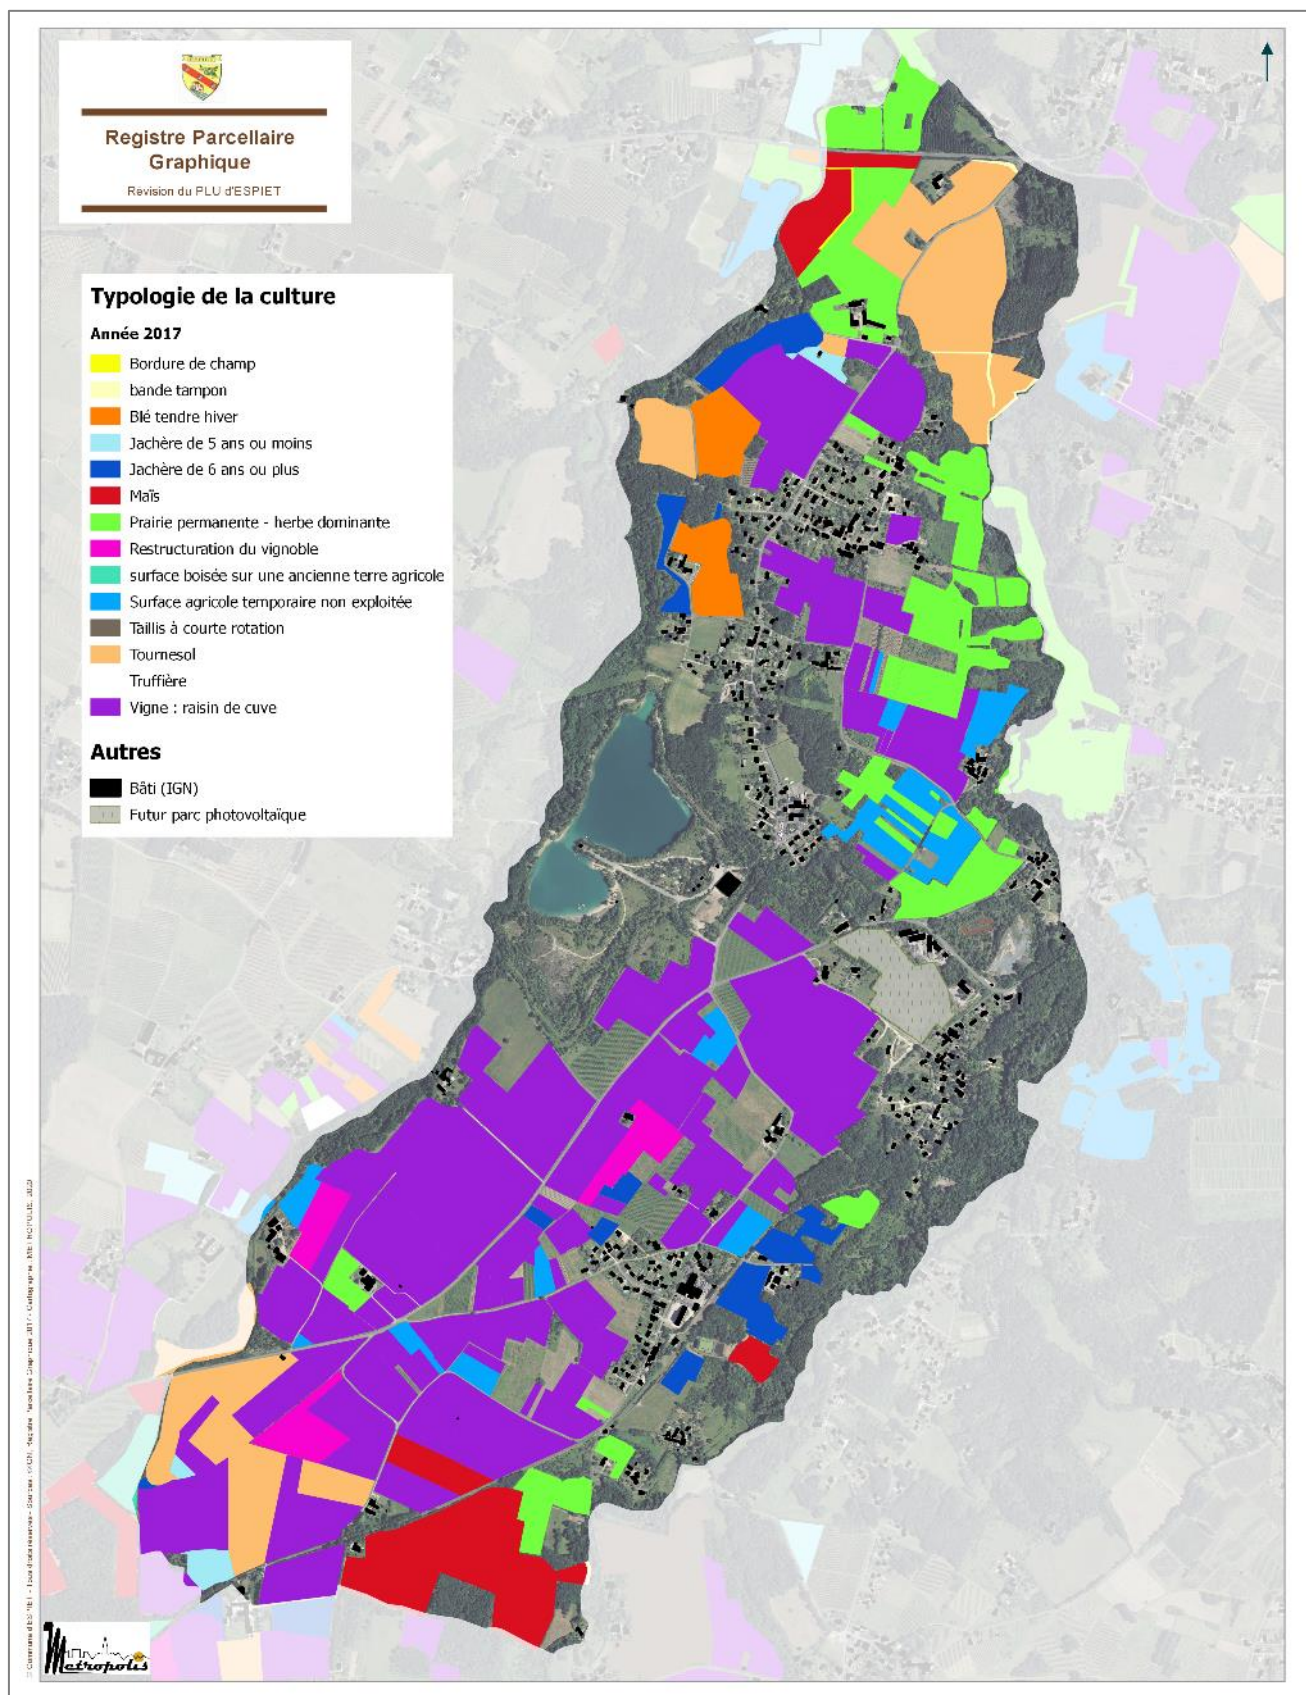 Registre Parcellaire
Graphique
Revision du PLU d'ESPIET
Typologie de la culture
Année 2017
Bordure de champ
bande tampon
Blé tendre hiver
Jachère de 5 ans ou moins
Jachère de 6 ans ou plus
Maïs
Prairie permanente - herbe dominante
Restructuration du vignoble
surface boisée sur une ancienne terre agricole
Surface agricole temporaire non exploitée
Taillis à courte rotation
Tournesol
Truffière
Vigne : raisin de cuve
Autres
Bâti (IGN)
Futur parc photovoltaïque
Metropolis